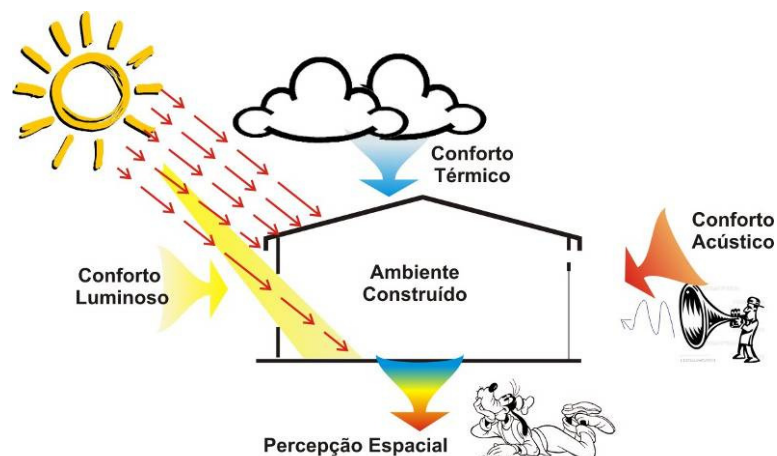 Conforto
Térmico
Conforto
Acústico
Conforto
Luminoso
Ambiente
Construído
Percepção Espacial